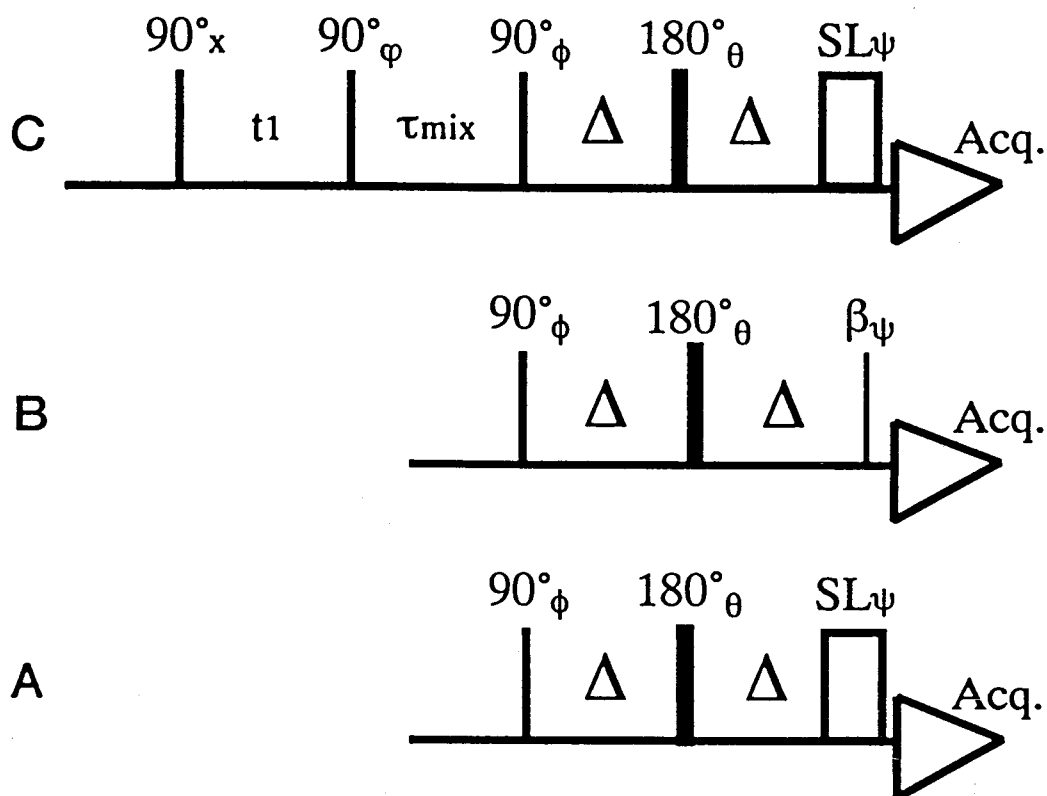 90°x 90°φ 90°ϕ 180°θ SLψ
C t1 τmix Δ Δ Acq.
90°ϕ 180°θ βψ
B Δ Δ Acq.
90°ϕ 180°θ SLψ
A Δ Δ Acq.